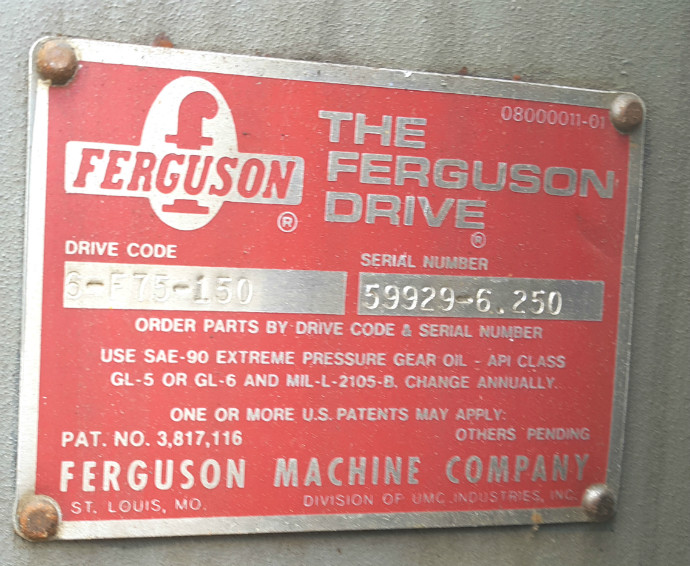 08000011-01
f
FERGUSON
®
THE
FERGUSON
DRIVE
®
DRIVE CODE
SERIAL NUMBER
6-F75-150
59929-6.250
ORDER PARTS BY DRIVE CODE & SERIAL NUMBER
USE SAE-90 EXTREME PRESSURE GEAR OIL - API CLASS
GL-5 OR GL-6 AND MIL-L-2105-B. CHANGE ANNUALLY.
ONE OR MORE U.S. PATENTS MAY APPLY:
PAT. NO. 3,817,116
OTHERS PENDING
FERGUSON MACHINE COMPANY
ST. LOUIS, MO.
DIVISION OF UMC INDUSTRIES, INC.